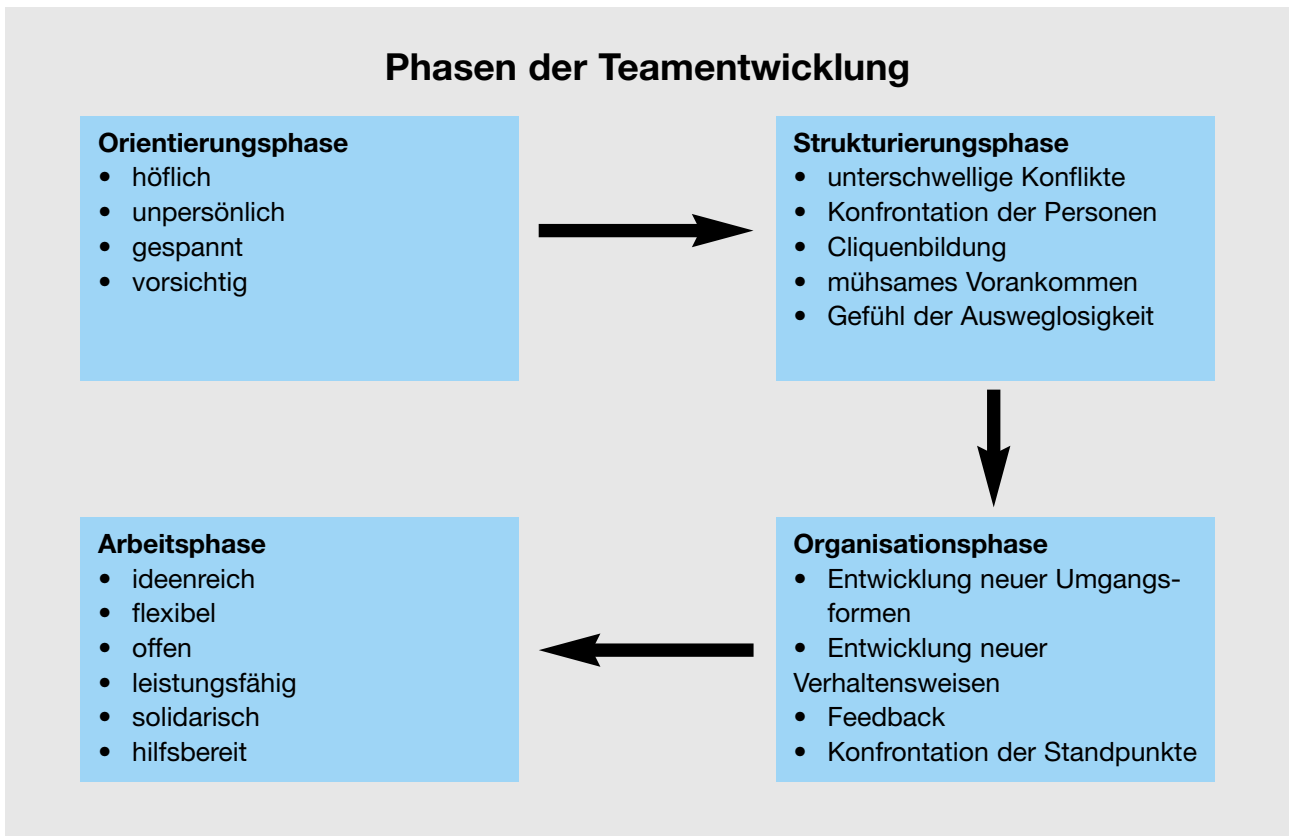 Phasen der Teamentwicklung
Orientierungsphase
• höflich
• unpersönlich
• gespannt
• vorsichtig
Strukturierungsphase
• unterschwellige Konflikte
• Konfrontation der Personen
• Cliquenbildung
• mühsames Vorankommen
• Gefühl der Ausweglosigkeit
Arbeitsphase
• ideenreich
• flexibel
• offen
• leistungsfähig
• solidarisch
• hilfsbereit
Organisationsphase
• Entwicklung neuer Umgangs-
formen
• Entwicklung neuer
Verhaltensweisen
• Feedback
• Konfrontation der Standpunkte